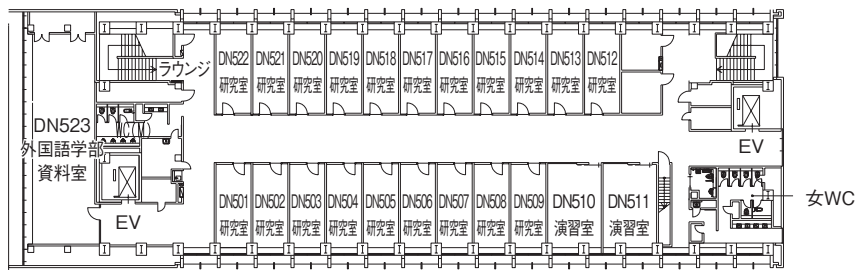 DN522
研究室
DN521
研究室
DN520
研究室
DN519
研究室
DN518
研究室
DN517
研究室
DN516
研究室
DN515
研究室
DN514
研究室
DN513
研究室
DN512
研究室
ラウンジ
DN523
外国語学部
資料室
EV
EV
女WC
DN501
研究室
DN502
研究室
DN503
研究室
DN504
研究室
DN505
研究室
DN506
研究室
DN507
研究室
DN508
研究室
DN509
研究室
DN510
演習室
DN511
演習室